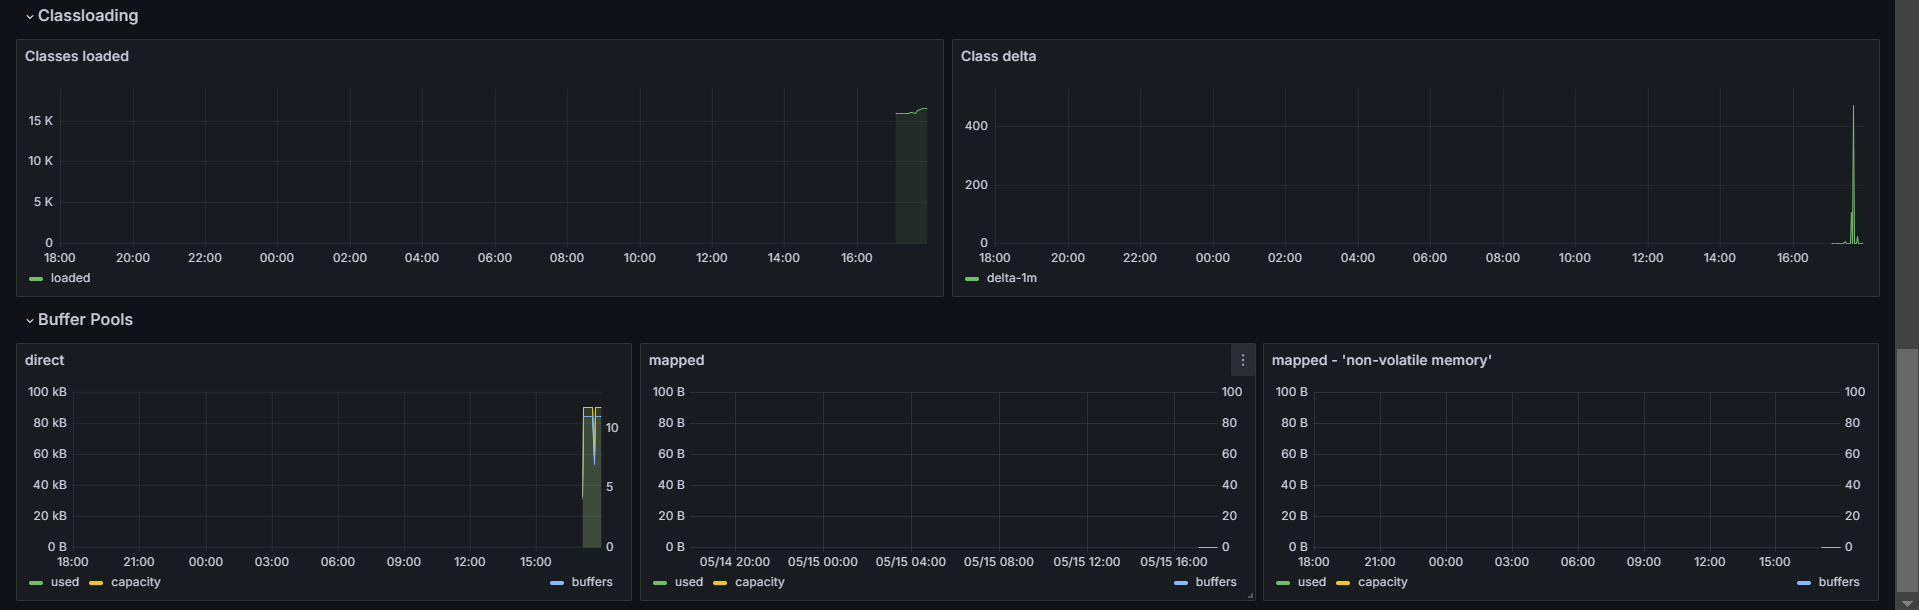 Classloading
Classes loaded
15 K
10 K
5 K
0
18:00 20:00 22:00 00:00 02:00 04:00 06:00 08:00 10:00 12:00 14:00 16:00
loaded
Class delta
400
200
0
18:00 20:00 22:00 00:00 02:00 04:00 06:00 08:00 10:00 12:00 14:00 16:00
delta-1m
Buffer Pools
direct
100 kB
80 kB 10
60 kB
40 kB 5
20 kB
0 B 0
18:00 21:00 00:00 03:00 06:00 09:00 12:00 15:00
used capacity buffers
mapped
100 B 100
80 B 80
60 B 60
40 B 40
20 B 20
0 B 0
05/14 20:00 05/15 00:00 05/15 04:00 05/15 08:00 05/15 12:00 05/15 16:00
used capacity buffers
mapped - 'non-volatile memory'
100 B 100
80 B 80
60 B 60
40 B 40
20 B 20
0 B 0
18:00 21:00 00:00 03:00 06:00 09:00 12:00 15:00
used capacity buffers